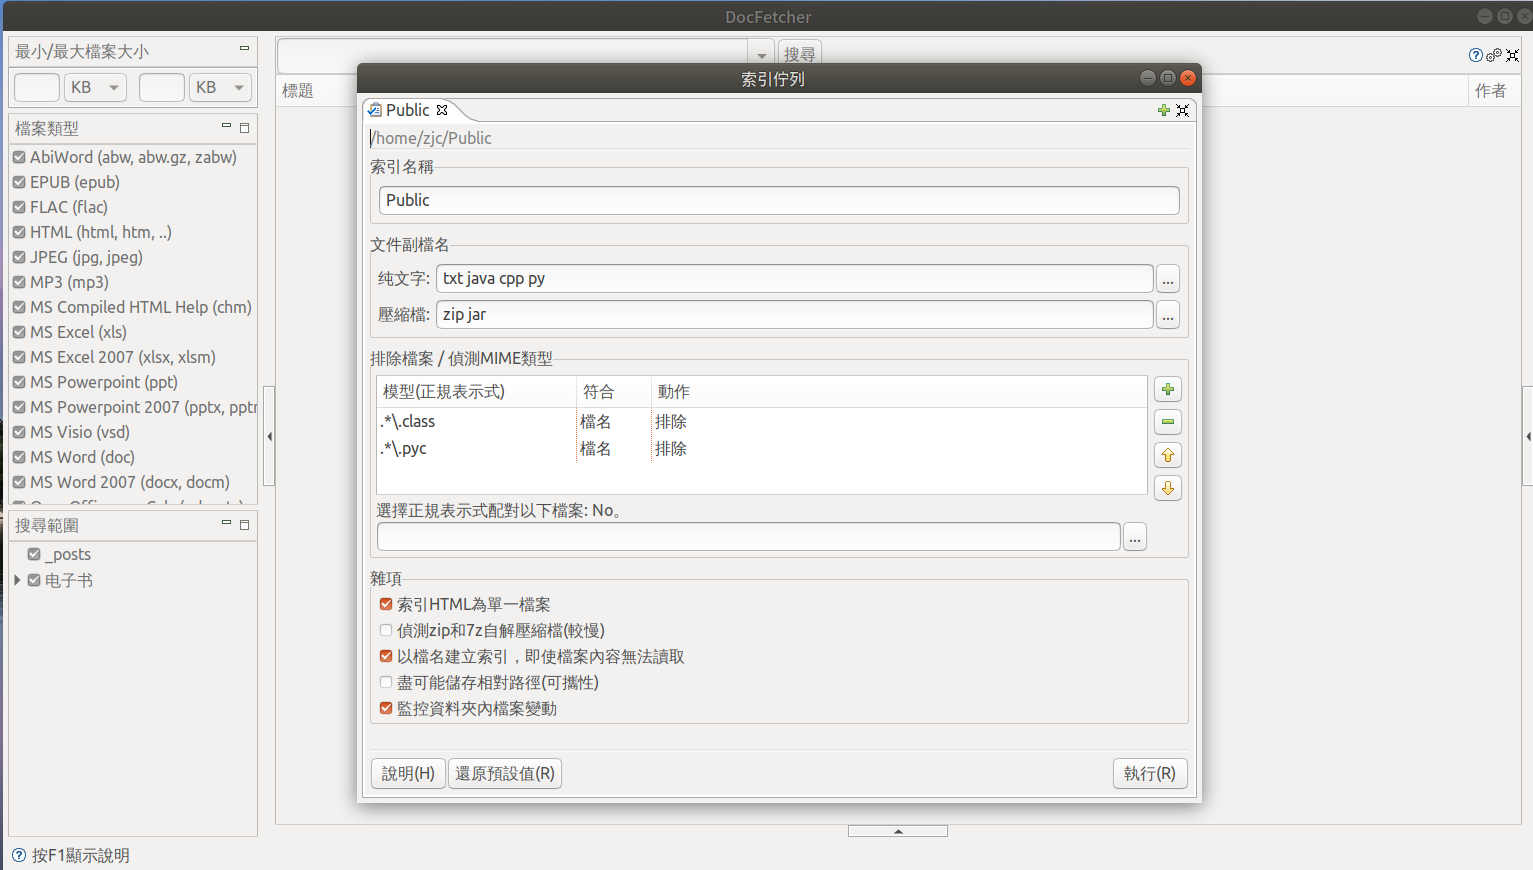 DocFetcher
最小/最大檔案大小
KB
KB
檔案類型
AbiWord (abw, abw.gz, zabw)
EPUB (epub)
FLAC (flac)
HTML (html, htm, ..)
JPEG (jpg, jpeg)
MP3 (mp3)
MS Compiled HTML Help (chm)
MS Excel (xls)
MS Excel 2007 (xlsx, xlsm)
MS Powerpoint (ppt)
MS Powerpoint 2007 (pptx, pptm
MS Visio (vsd)
MS Word (doc)
MS Word 2007 (docx, docm)
搜尋範圍
_posts
电子书
按F1顯示說明
搜尋
標題
作者
索引佇列
Public
/home/zjc/Public
索引名稱
Public
文件副檔名
纯文字: txt java cpp py ...
壓縮檔: zip jar ...
排除檔案 / 偵測MIME類型
模型(正規表示式) 符合 動作
.*\.class 檔名 排除
.*\.pyc 檔名 排除
選擇正規表示式配對以下檔案: No。
...
雜項
索引HTML為單一檔案
偵測zip和7z自解壓縮檔(較慢)
以檔名建立索引，即使檔案內容無法讀取
盡可能儲存相對路徑(可攜性)
監控資料夾內檔案變動
說明(H) 還原預設值(R) 執行(R)